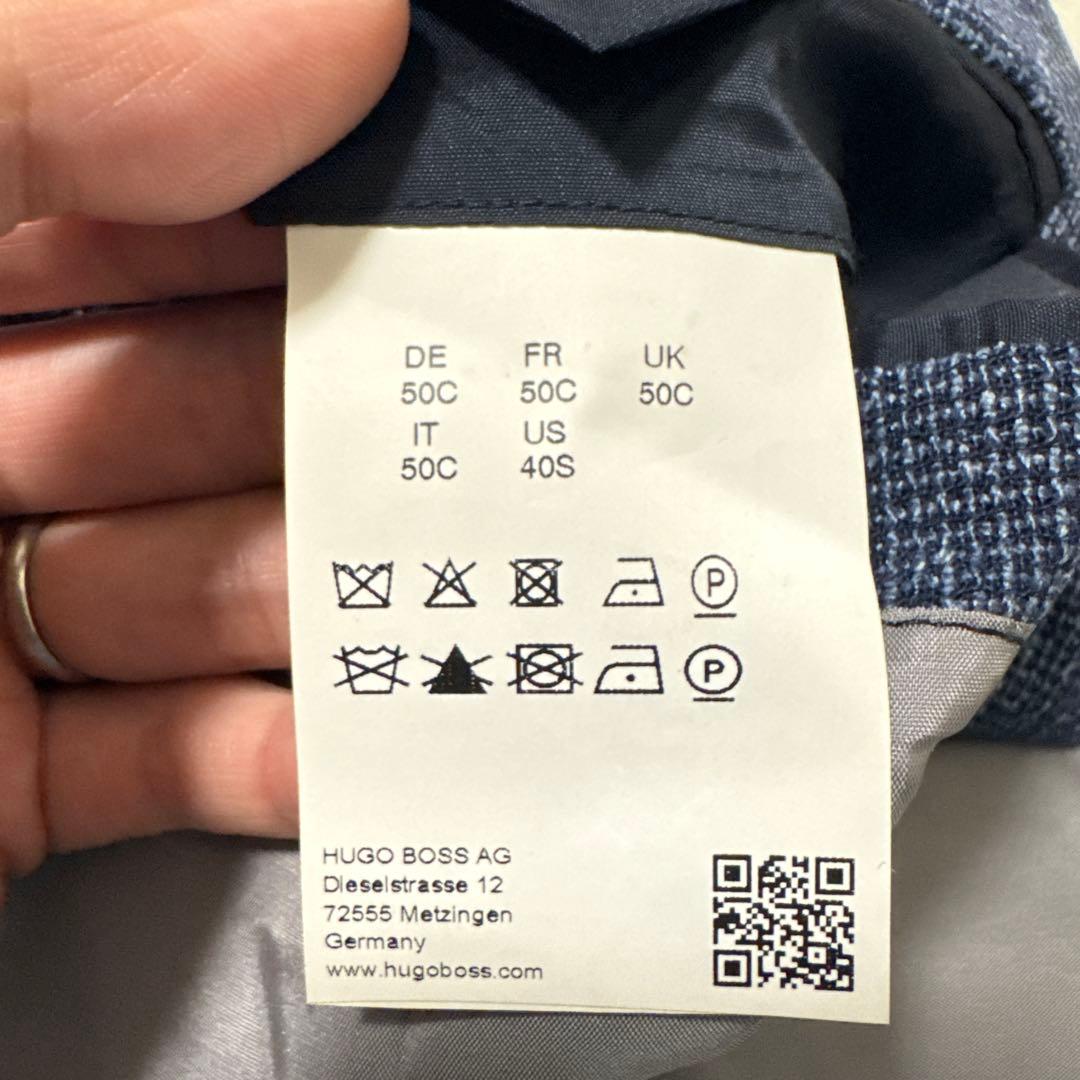 DE FR UK
50C 50C 50C
IT US
50C 40S
P
P
HUGO BOSS AG
Dieselstrasse 12
72555 Metzingen
Germany
www.hugoboss.com